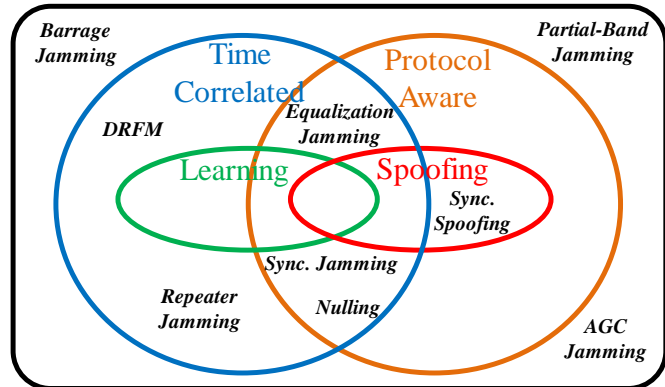 Barrage
Jamming
Partial-Band
Jamming
Time
Correlated
Protocol
Aware
DRFM
Equalization
Jamming
Learning
Spoofing
Sync.
Spoofing
Sync. Jamming
Repeater
Jamming
Nulling
AGC
Jamming